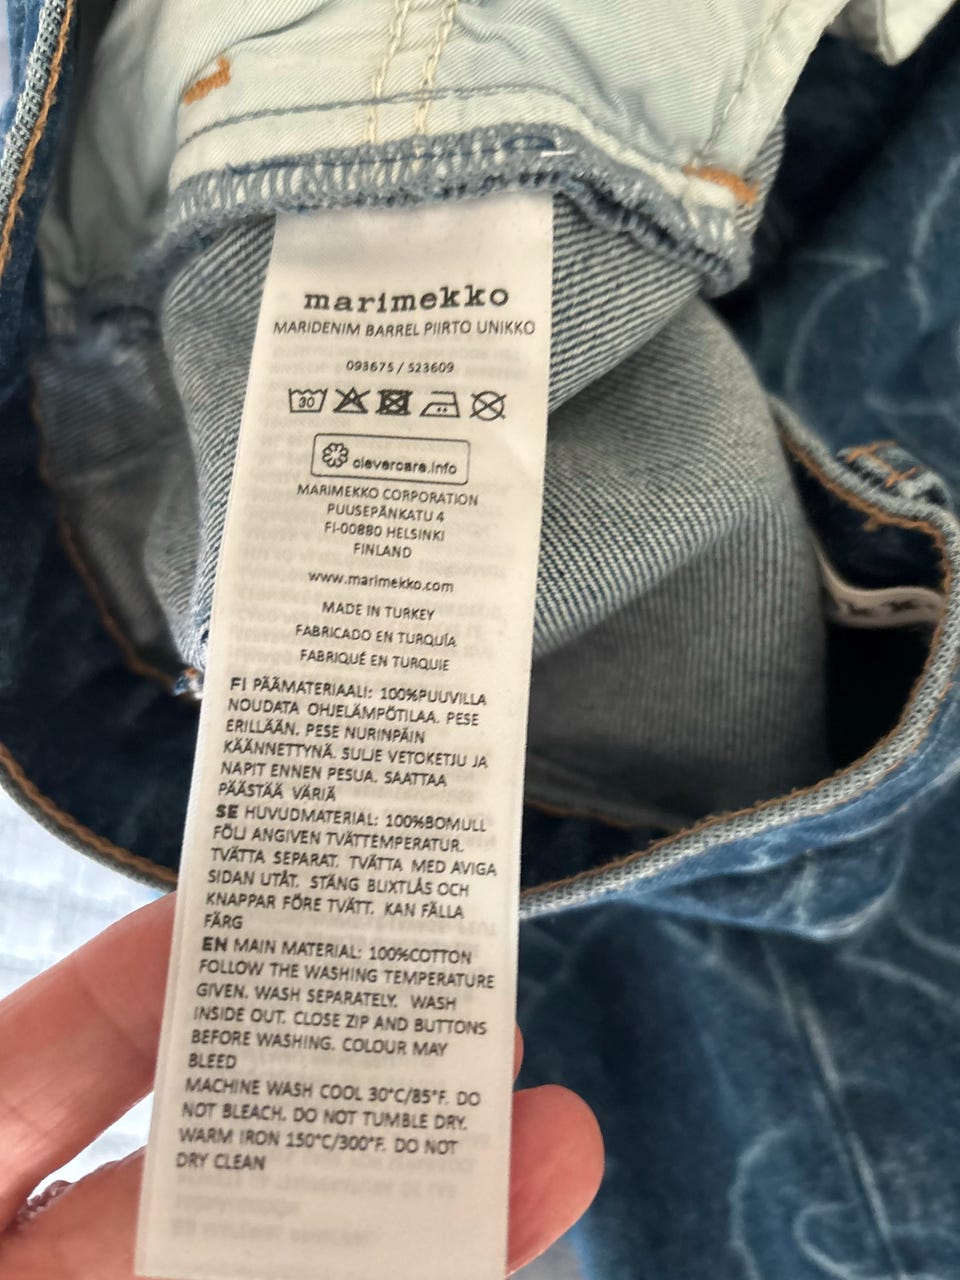 marimekko
MARIDENIM BARREL PIIRTO UNIKKO
093675 / 523609
30
clevercare.info
MARIMEKKO CORPORATION
PUUSEPÄNKATU 4
FI-00880 HELSINKI
FINLAND
www.marimekko.com
MADE IN TURKEY
FABRICADO EN TURQUÍA
FABRIQUÉ EN TURQUIE
FI PÄÄMATERIAALI: 100%PUUVILLA
NOUDATA OHJELÄMPÖTILAA. PESE
ERILLÄÄN. PESE NURINPÄIN
KÄÄNNETTYNÄ. SULJE VETOKETJU JA
NAPIT ENNEN PESUA. SAATTAA
PÄÄSTÄÄ VÄRIÄ
SE HUVUDMATERIAL: 100%BOMULL
FÖLJ ANGIVEN TVÄTTEMPERATUR.
TVÄTTA SEPARAT. TVÄTTA MED AVIGA
SIDAN UTÅT. STÄNG BLIXTLÅS OCH
KNAPPAR FÖRE TVÄTT. KAN FÄLLA
FÄRG
EN MAIN MATERIAL: 100%COTTON
FOLLOW THE WASHING TEMPERATURE
GIVEN. WASH SEPARATELY. WASH
INSIDE OUT. CLOSE ZIP AND BUTTONS
BEFORE WASHING. COLOUR MAY
BLEED
MACHINE WASH COOL 30°C/85°F. DO
NOT BLEACH. DO NOT TUMBLE DRY.
WARM IRON 150°C/300°F. DO NOT
DRY CLEAN